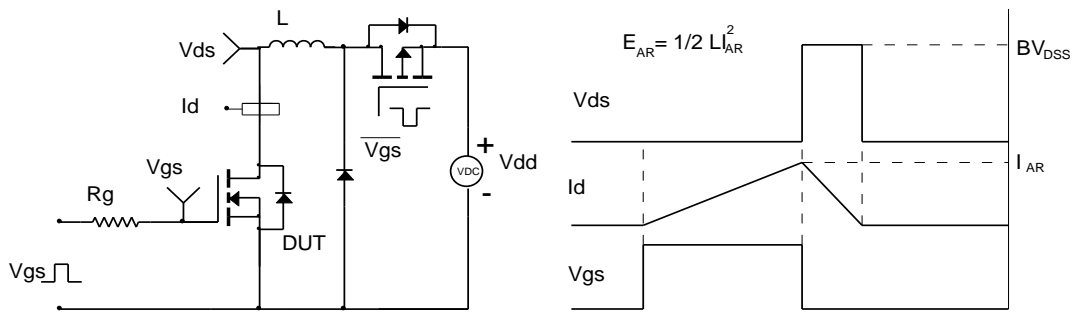 L
Vds
Id
Vgs
Vgs
Rg
DUT
Vgs
VDC
+
-
Vdd
E_AR = 1/2 LI_AR^2
Vds
BV_DSS
Id
I_AR
Vgs